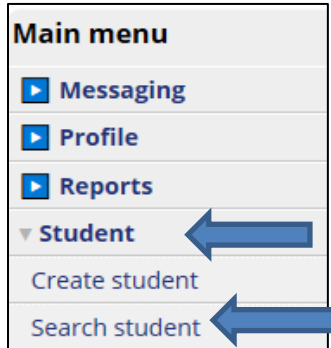 Main menu
Messaging
Profile
Reports
Student
Create student
Search student